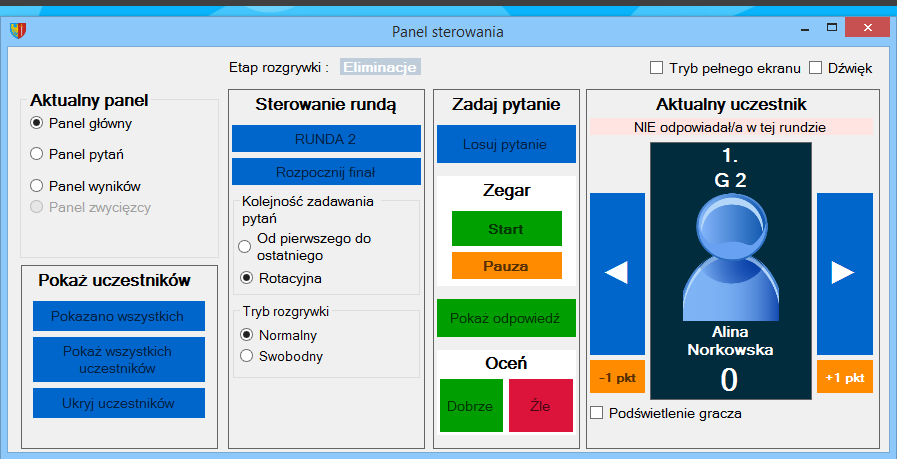 Panel sterowania
Etap rozgrywki :
Eliminacje
Tryb pełnego ekranu
Dźwięk
Aktualny panel
Panel główny
Panel pytań
Panel wyników
Panel zwycięzcy
Pokaż uczestników
Pokazano wszystkich
Pokaż wszystkich
uczestników
Ukryj uczestników
Sterowanie rundą
RUNDA 2
Rozpocznij finał
Kolejność zadawania
pytań
Od pierwszego do
ostatniego
Rotacyjna
Tryb rozgrywki
Normalny
Swobodny
Zadaj pytanie
Losuj pytanie
Zegar
Start
Pauza
Pokaż odpowiedź
Oceń
Dobrze
Źle
Aktualny uczestnik
NIE odpowiadał/a w tej rundzie
1.
G 2
Alina
Norkowska
0
-1 pkt
+1 pkt
Podświetlenie gracza